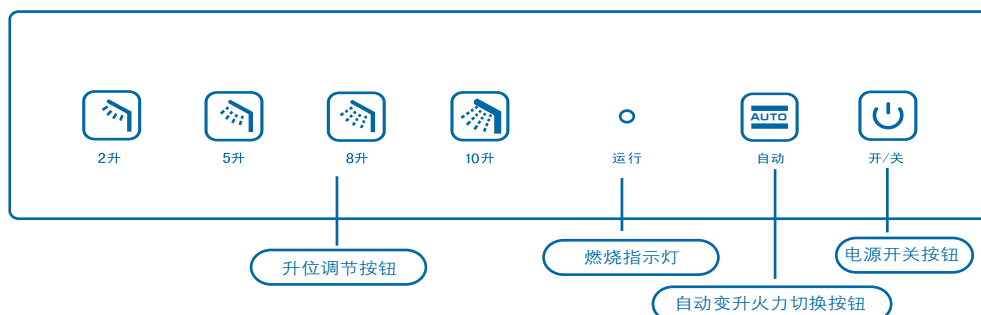 AUTO
2升
5升
8升
10升
运行
自动
开/关
升位调节按钮
燃烧指示灯
电源开关按钮
自动变升火力切换按钮